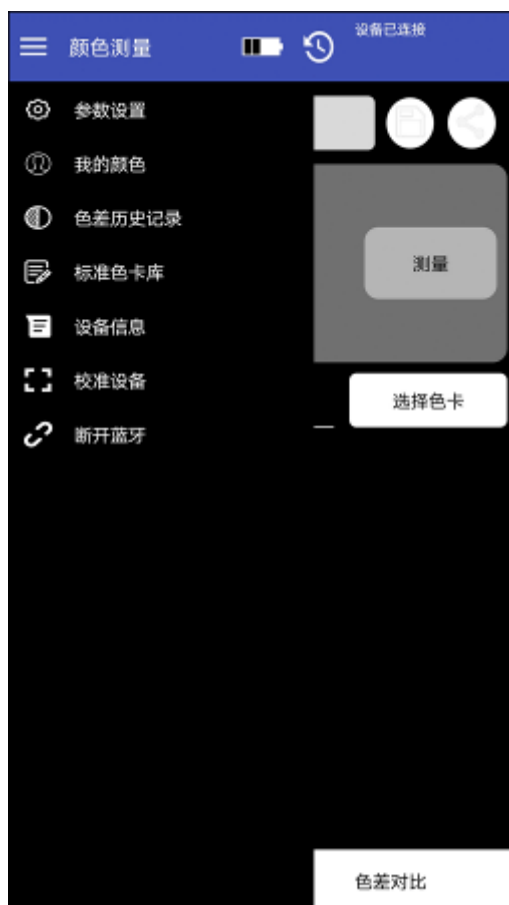 颜色测量
设备已连接
参数设置
我的颜色
色差历史记录
标准色卡库
测量
设备信息
校准设备
选择色卡
断开蓝牙
色差对比